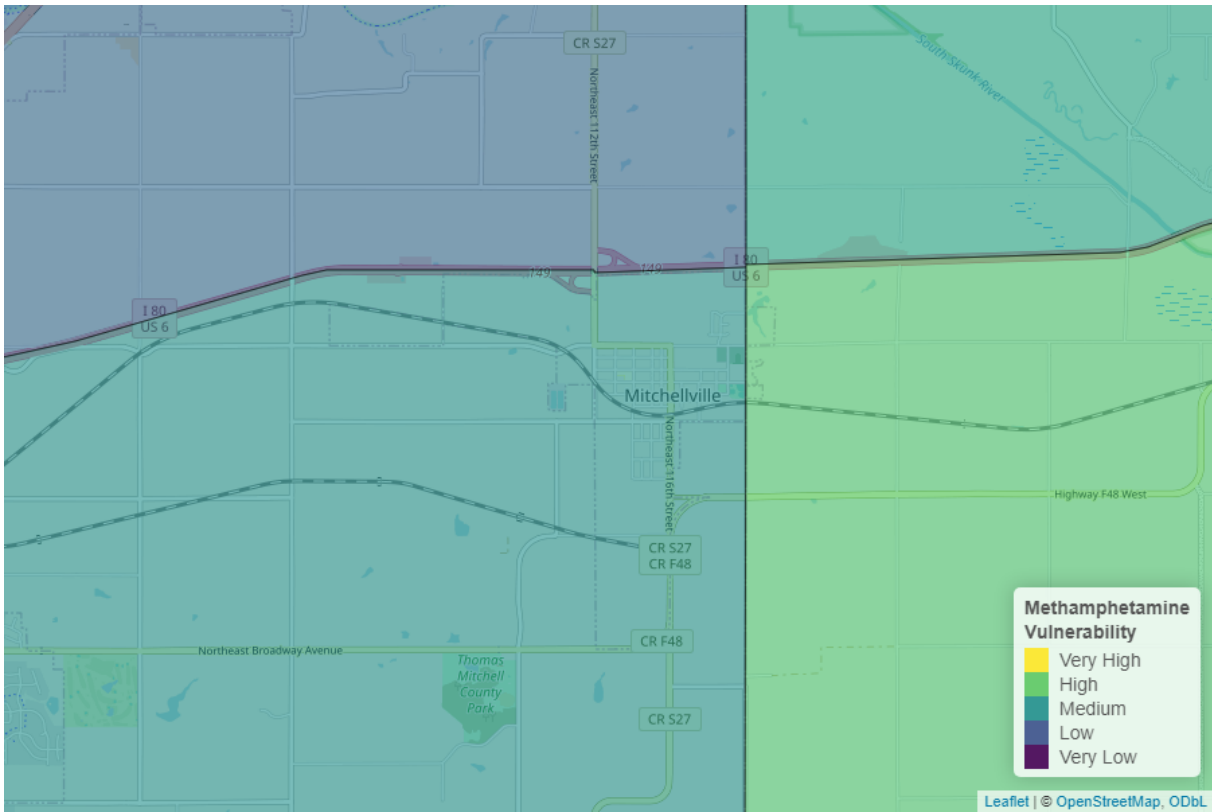 CR S27
Northeast 112th Street
South Skunk River
149
149
I 80
US 6
I 80
US 6
Mitchellville
Northeast 116th Street
Highway F48 West
CR S27
CR F48
CR F48
Northeast Broadway Avenue
Thomas
Mitchell
County
Park
CR S27
Methamphetamine
Vulnerability
Very High
High
Medium
Low
Very Low
Leaflet | © OpenStreetMap, ODbL